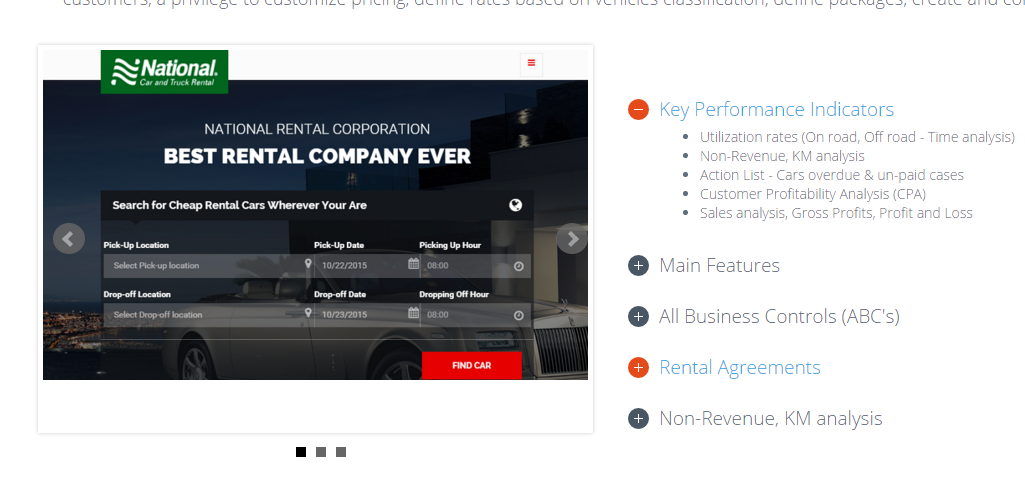 customers, a privilege to customize pricing, define rates based on vehicles classification, define packages, create and
National.
Car and Truck Rental
NATIONAL RENTAL CORPORATION
BEST RENTAL COMPANY EVER
Search for Cheap Rental Cars Wherever Your Are
Pick-Up Location Pick-Up Date Picking Up Hour
Select Pick-up location 10/22/2015 08:00
Drop-off Location Drop-off Date Dropping Off Hour
Select Drop-off location 10/23/2015 08:00
FIND CAR
Key Performance Indicators
Utilization rates (On road, Off road - Time analysis)
Non-Revenue, KM analysis
Action List - Cars overdue & un-paid cases
Customer Profitability Analysis (CPA)
Sales analysis, Gross Profits, Profit and Loss
Main Features
All Business Controls (ABC's)
Rental Agreements
Non-Revenue, KM analysis